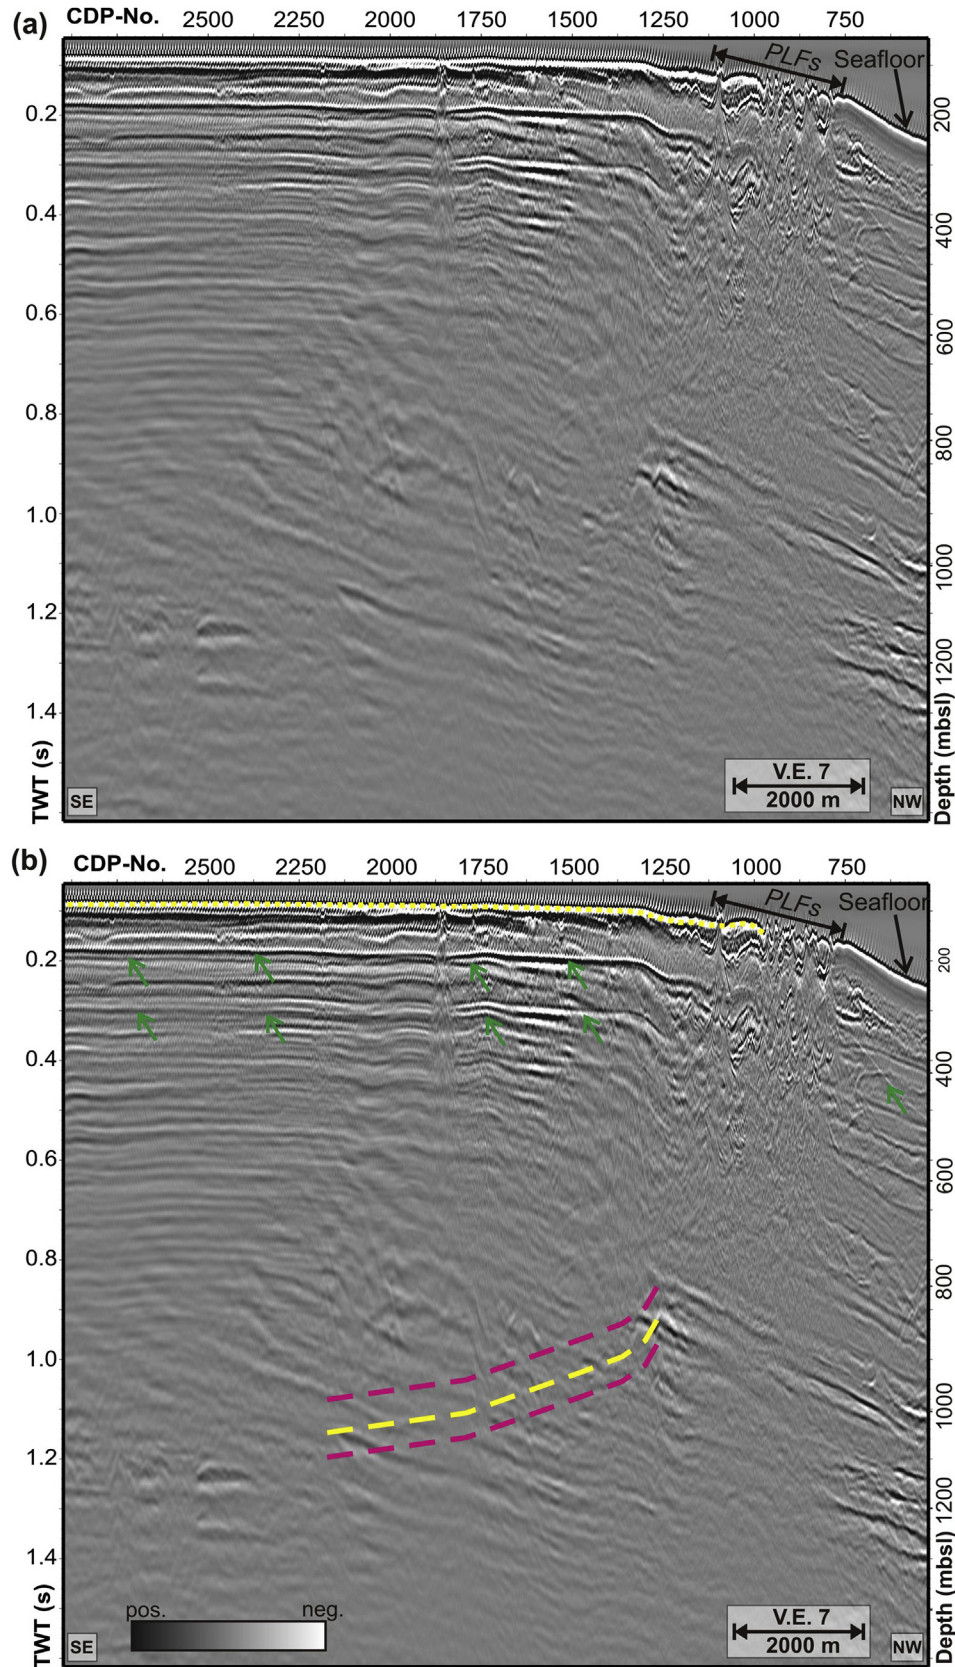 (a)
CDP-No. 2500 2250 2000 1750 1500 1250 1000 750
PLFs
Seafloor
0.2
0.4
0.6
0.8
1.0
1.2
1.4
TWT (s)
200
400
600
800
1000
1200
Depth (mbsl)
V.E. 7
2000 m
SE
NW
(b)
CDP-No. 2500 2250 2000 1750 1500 1250 1000 750
PLFs
Seafloor
0.2
0.4
0.6
0.8
1.0
1.2
1.4
TWT (s)
200
400
600
800
1000
1200
Depth (mbsl)
pos. neg.
V.E. 7
2000 m
SE
NW